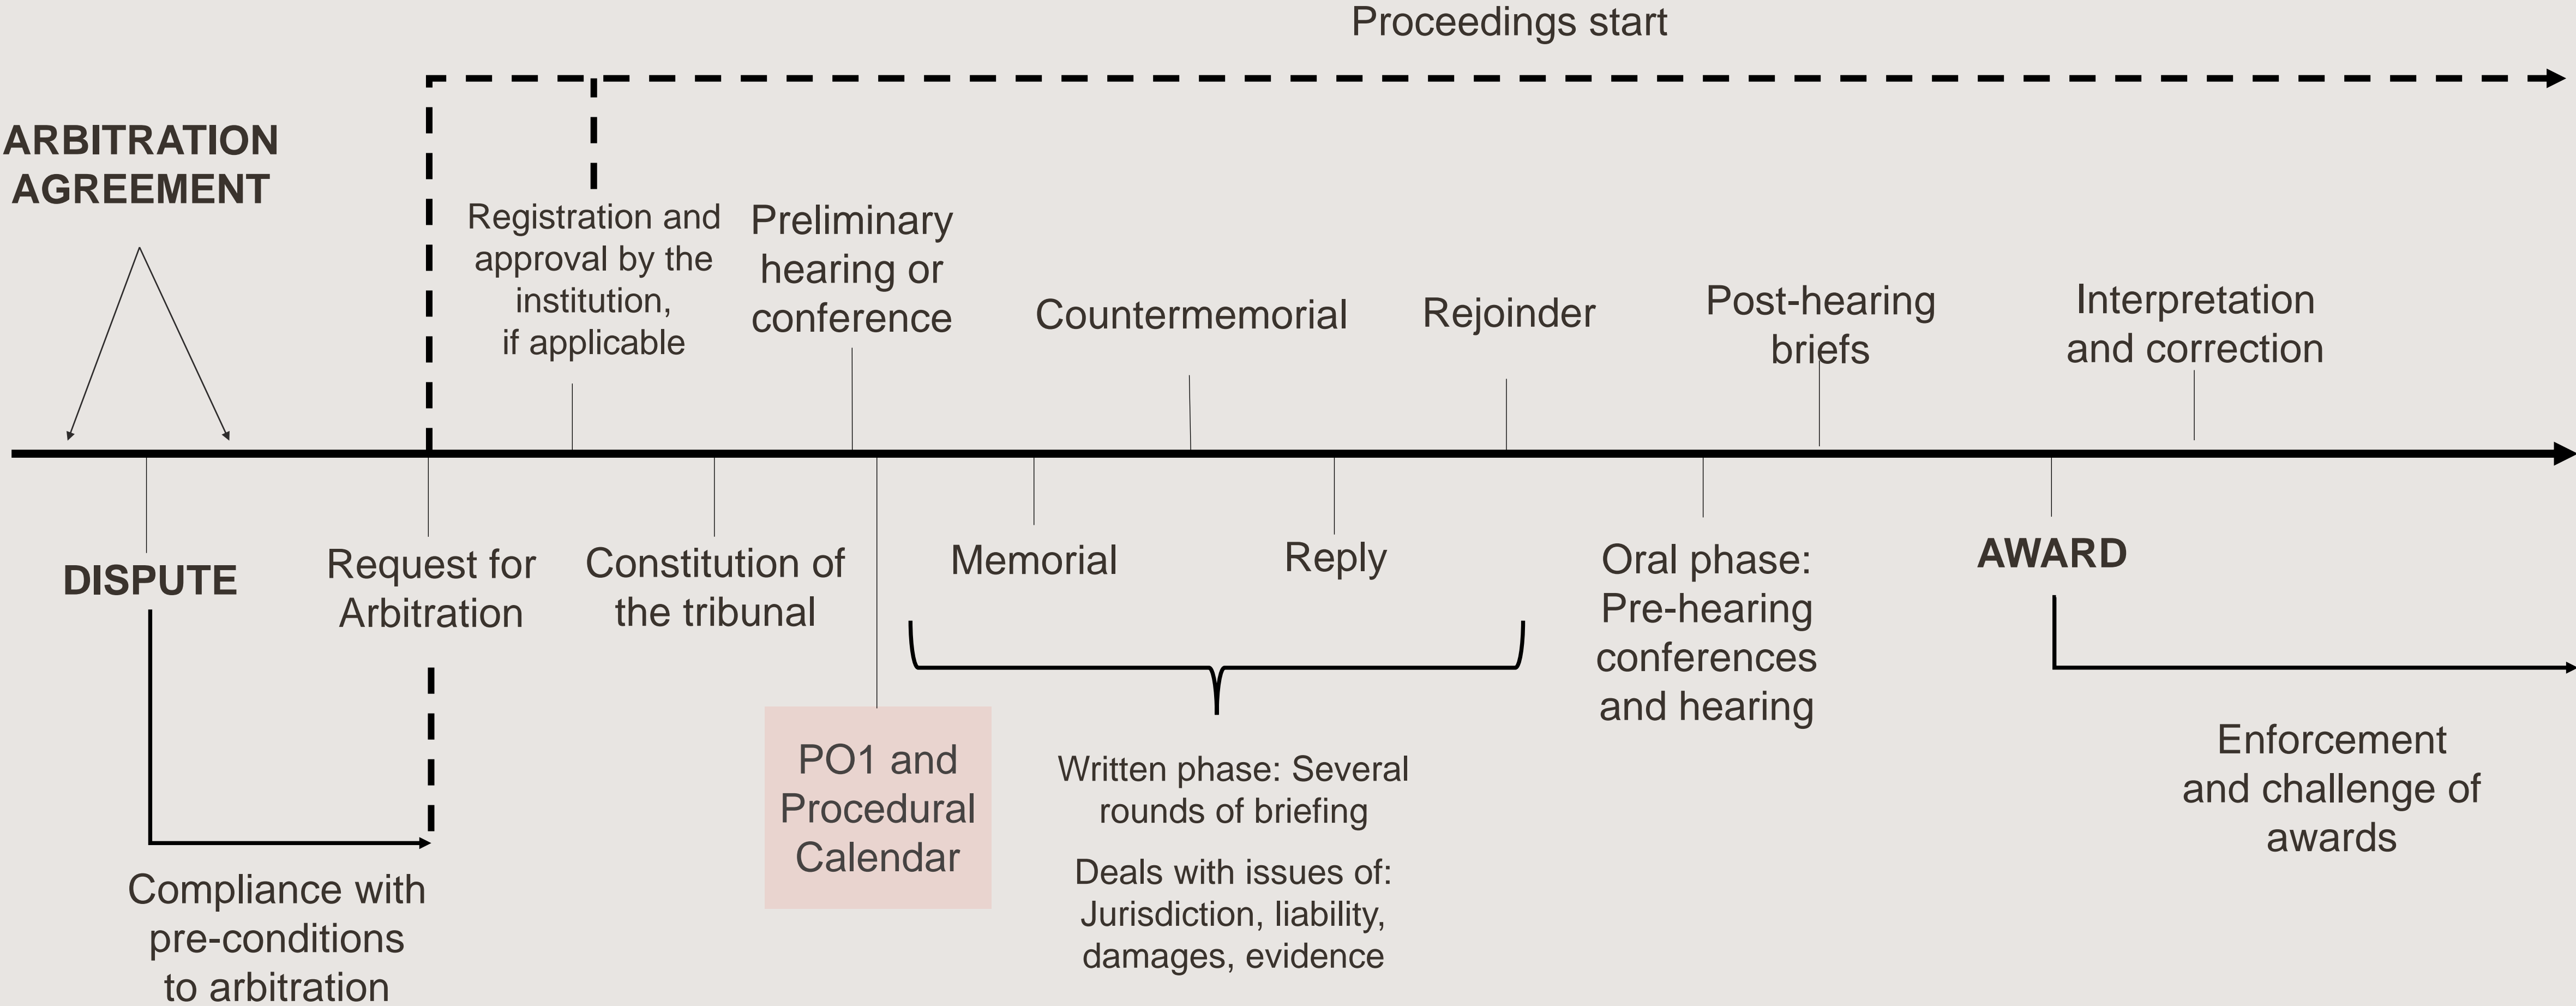 Proceedings start
ARBITRATION
AGREEMENT
Registration and
approval by the
institution,
if applicable
Preliminary
hearing or
conference
Countermemorial
Rejoinder
Post-hearing
briefs
Interpretation
and correction
DISPUTE
Request for
Arbitration
Constitution of
the tribunal
Memorial
Reply
Oral phase:
Pre-hearing
conferences
and hearing
AWARD
PO1 and
Procedural
Calendar
Written phase: Several
rounds of briefing
Deals with issues of:
Jurisdiction, liability,
damages, evidence
Enforcement
and challenge of
awards
Compliance with
pre-conditions
to arbitration